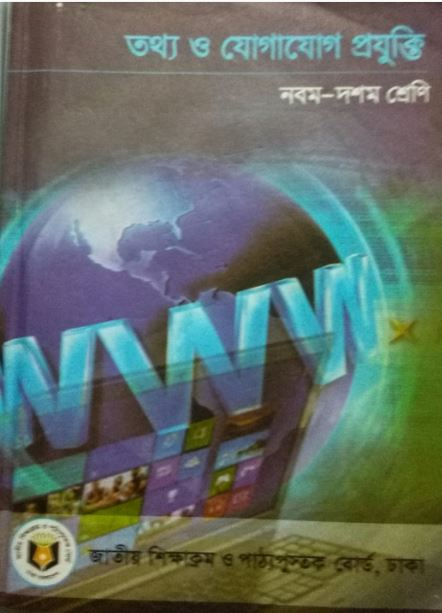 তথ্য ও যোগাযোগ প্রযুক্তি
নবম-দশম শ্রেণি
WWW
জাতীয় শিক্ষাক্রম ও পাঠ্যপুস্তক বোর্ড, ঢাকা